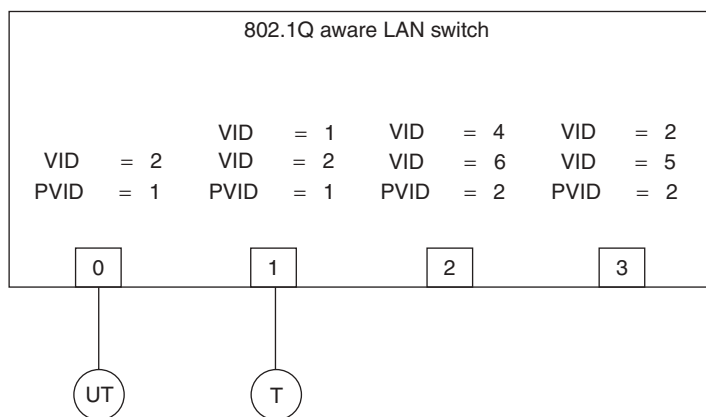 802.1Q aware LAN switch
VID = 1 VID = 4 VID = 2
VID = 2 VID = 2 VID = 6 VID = 5
PVID = 1 PVID = 1 PVID = 2 PVID = 2
0 1 2 3
UT T